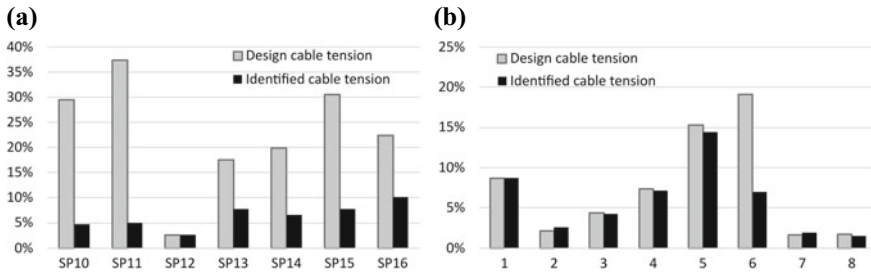 (a)
40%
35%
30%
25%
20%
15%
10%
5%
0%
Design cable tension
Identified cable tension
SP10 SP11 SP12 SP13 SP14 SP15 SP16
(b)
25%
20%
15%
10%
5%
0%
Design cable tension
Identified cable tension
1 2 3 4 5 6 7 8